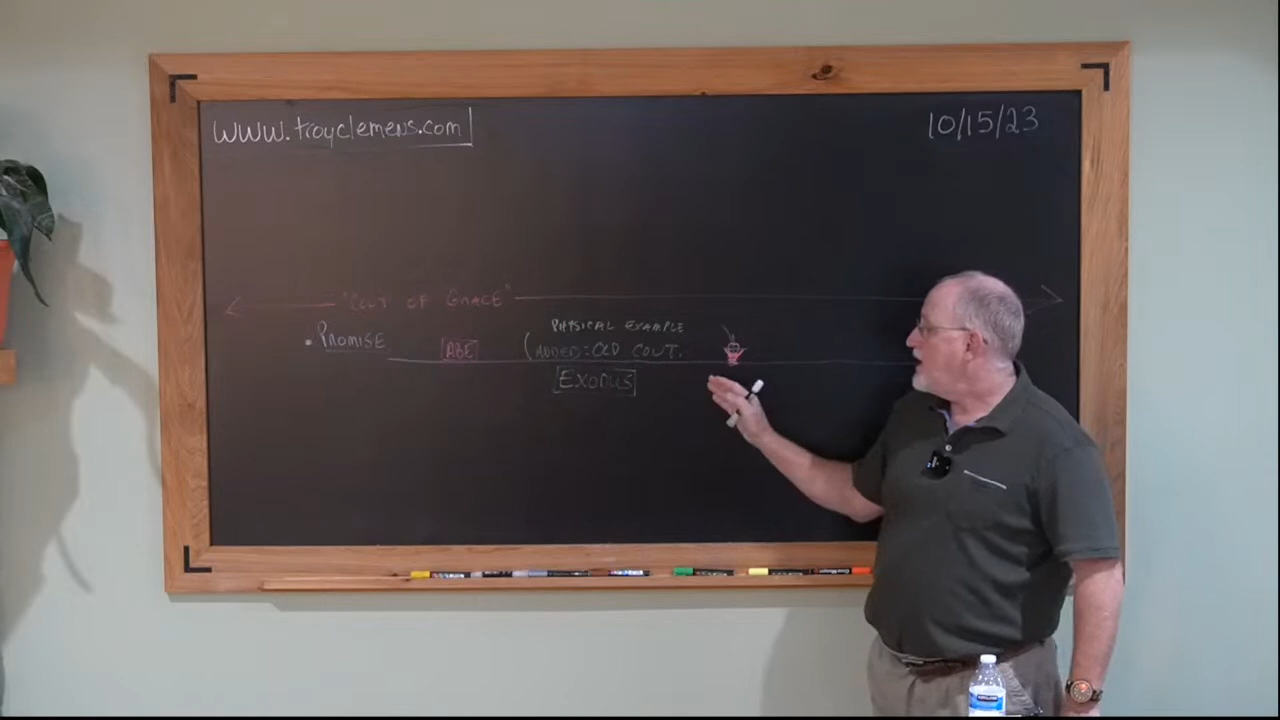 www.troyclemens.com
10/15/23
"COVT OF GRACE"
• PROMISE
ABE
PHYSICAL EXAMPLE
(ADDED: OLD COVT.
EXODUS